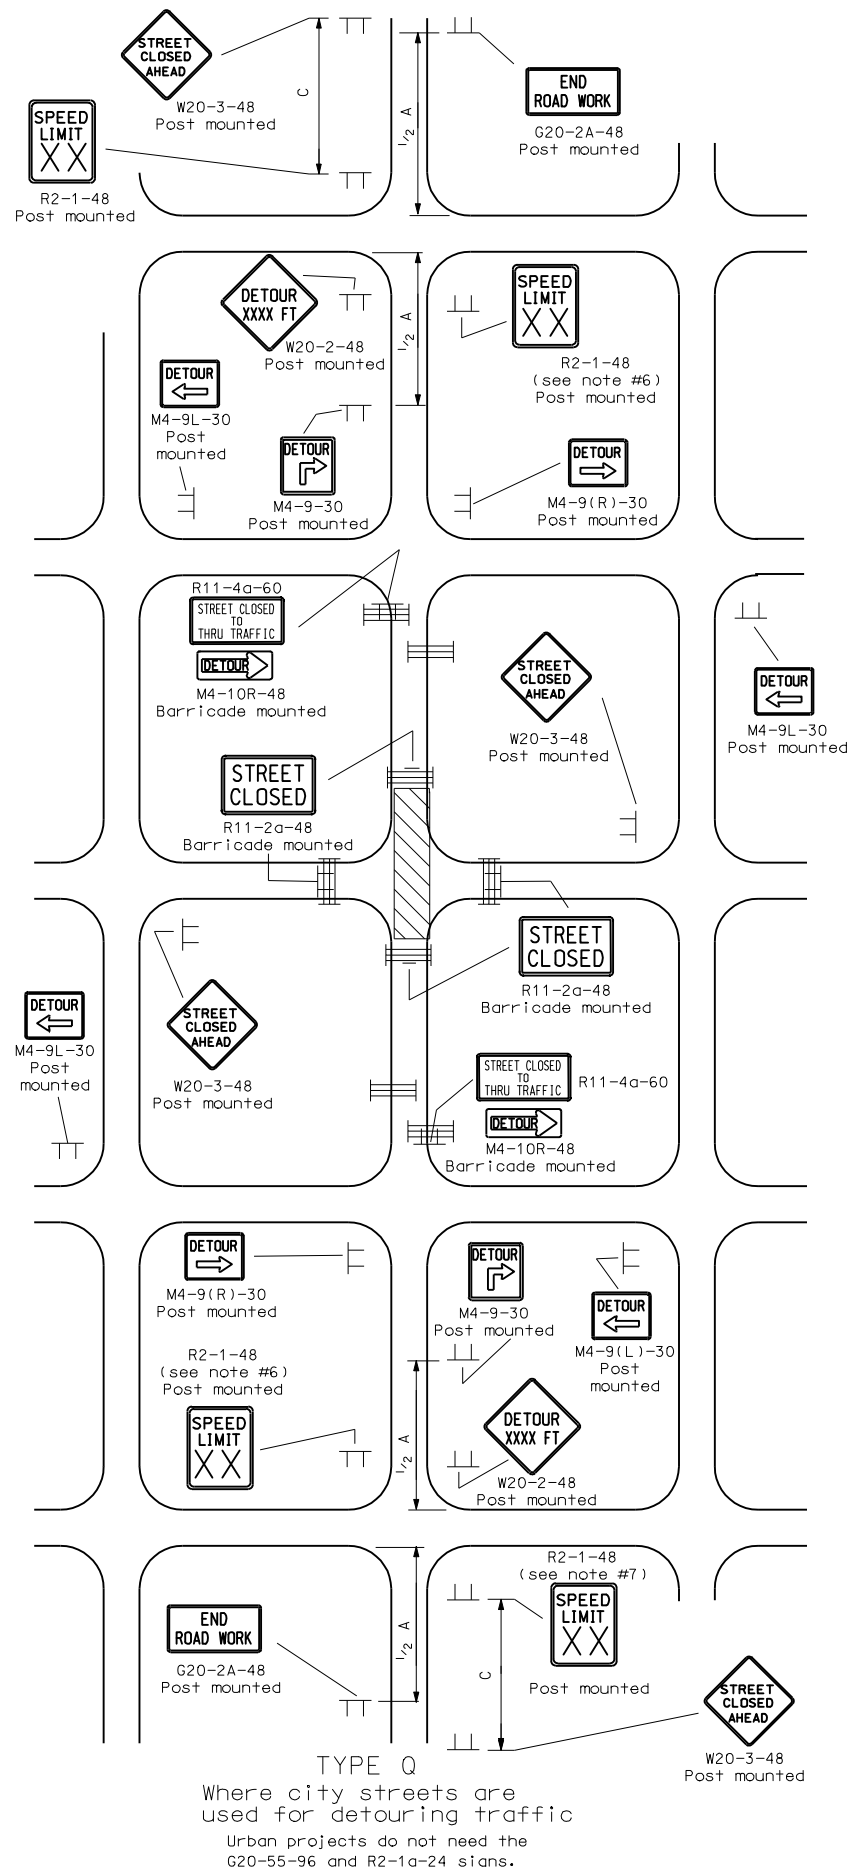 STREET
CLOSED
AHEAD
W20-3-48
Post mounted
SPEED
LIMIT
XX
R2-1-48
Post mounted
C
1/2 A
END
ROAD WORK
G20-2A-48
Post mounted
DETOUR
XXXX FT
W20-2-48
Post mounted
1/2 A
SPEED
LIMIT
XX
R2-1-48
(see note #6)
Post mounted
DETOUR
M4-9L-30
Post
mounted
DETOUR
M4-9-30
Post mounted
DETOUR
M4-9(R)-30
Post mounted
R11-4a-60
STREET CLOSED
TO
THRU TRAFFIC
DETOUR
M4-10R-48
Barricade mounted
STREET
CLOSED
AHEAD
W20-3-48
Post mounted
DETOUR
M4-9L-30
Post mounted
STREET
CLOSED
R11-2a-48
Barricade mounted
STREET
CLOSED
R11-2a-48
Barricade mounted
DETOUR
M4-9L-30
Post
mounted
STREET
CLOSED
AHEAD
W20-3-48
Post mounted
STREET CLOSED
TO
THRU TRAFFIC
R11-4a-60
DETOUR
M4-10R-48
Barricade mounted
DETOUR
M4-9(R)-30
Post mounted
DETOUR
M4-9-30
Post mounted
DETOUR
M4-9(L)-30
Post
mounted
R2-1-48
(see note #6)
Post mounted
SPEED
LIMIT
XX
1/2 A
DETOUR
XXXX FT
W20-2-48
Post mounted
R2-1-48
(see note #7)
SPEED
LIMIT
XX
Post mounted
END
ROAD WORK
G20-2A-48
Post mounted
1/2 A
C
STREET
CLOSED
AHEAD
W20-3-48
Post mounted
TYPE Q
Where city streets are
used for detouring traffic
Urban projects do not need the
G20-55-96 and R2-1a-24 signs.